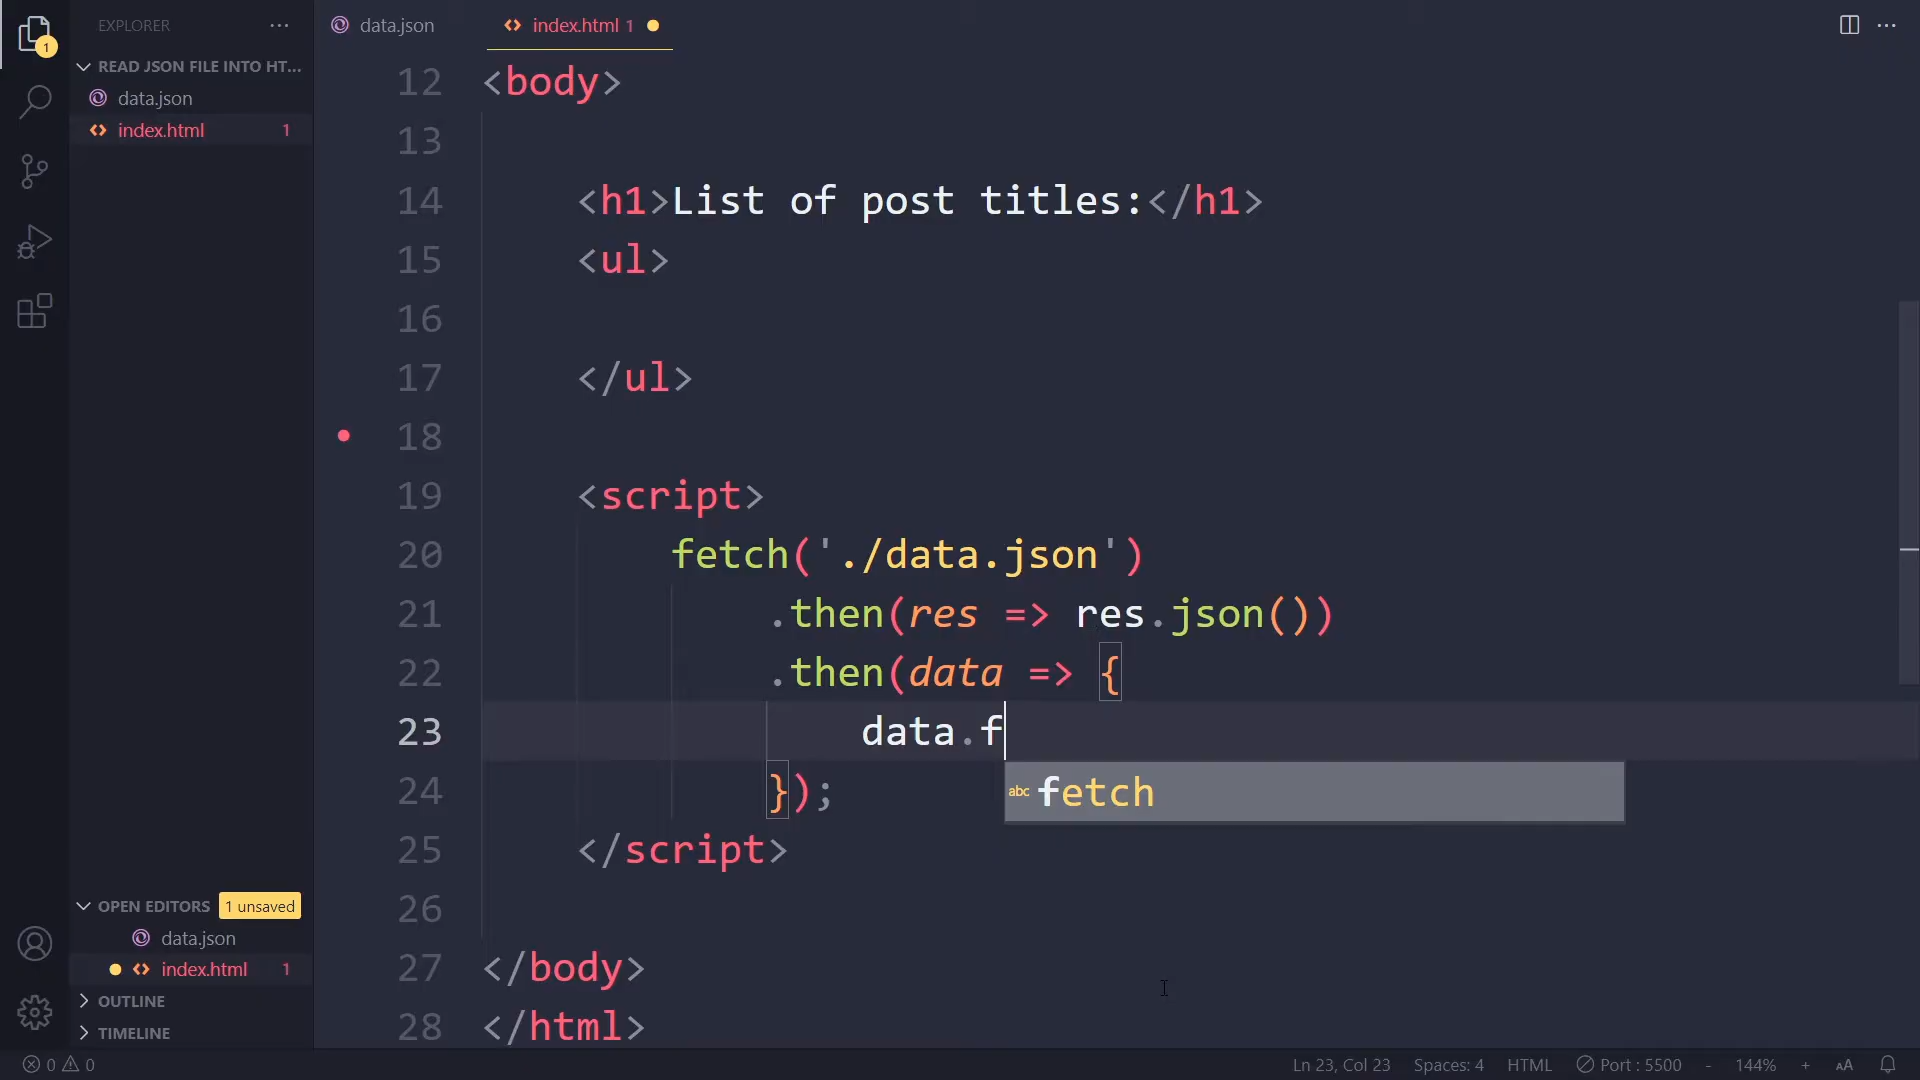 EXPLORER
READ JSON FILE INTO HT...
data.json
index.html 1
1
data.json
index.html 1
12 <body>
13
14 <h1>List of post titles:</h1>
15 <ul>
16
17 </ul>
18
19 <script>
20 fetch('./data.json')
21 .then(res => res.json())
22 .then(data => {
23 data.f
24 });
abc fetch
25 </script>
26
27 </body>
28 </html>
OPEN EDITORS 1 unsaved
data.json
index.html 1
OUTLINE
TIMELINE
0 0
Ln 23, Col 23 Spaces: 4 HTML Port : 5500 - 144% + AA